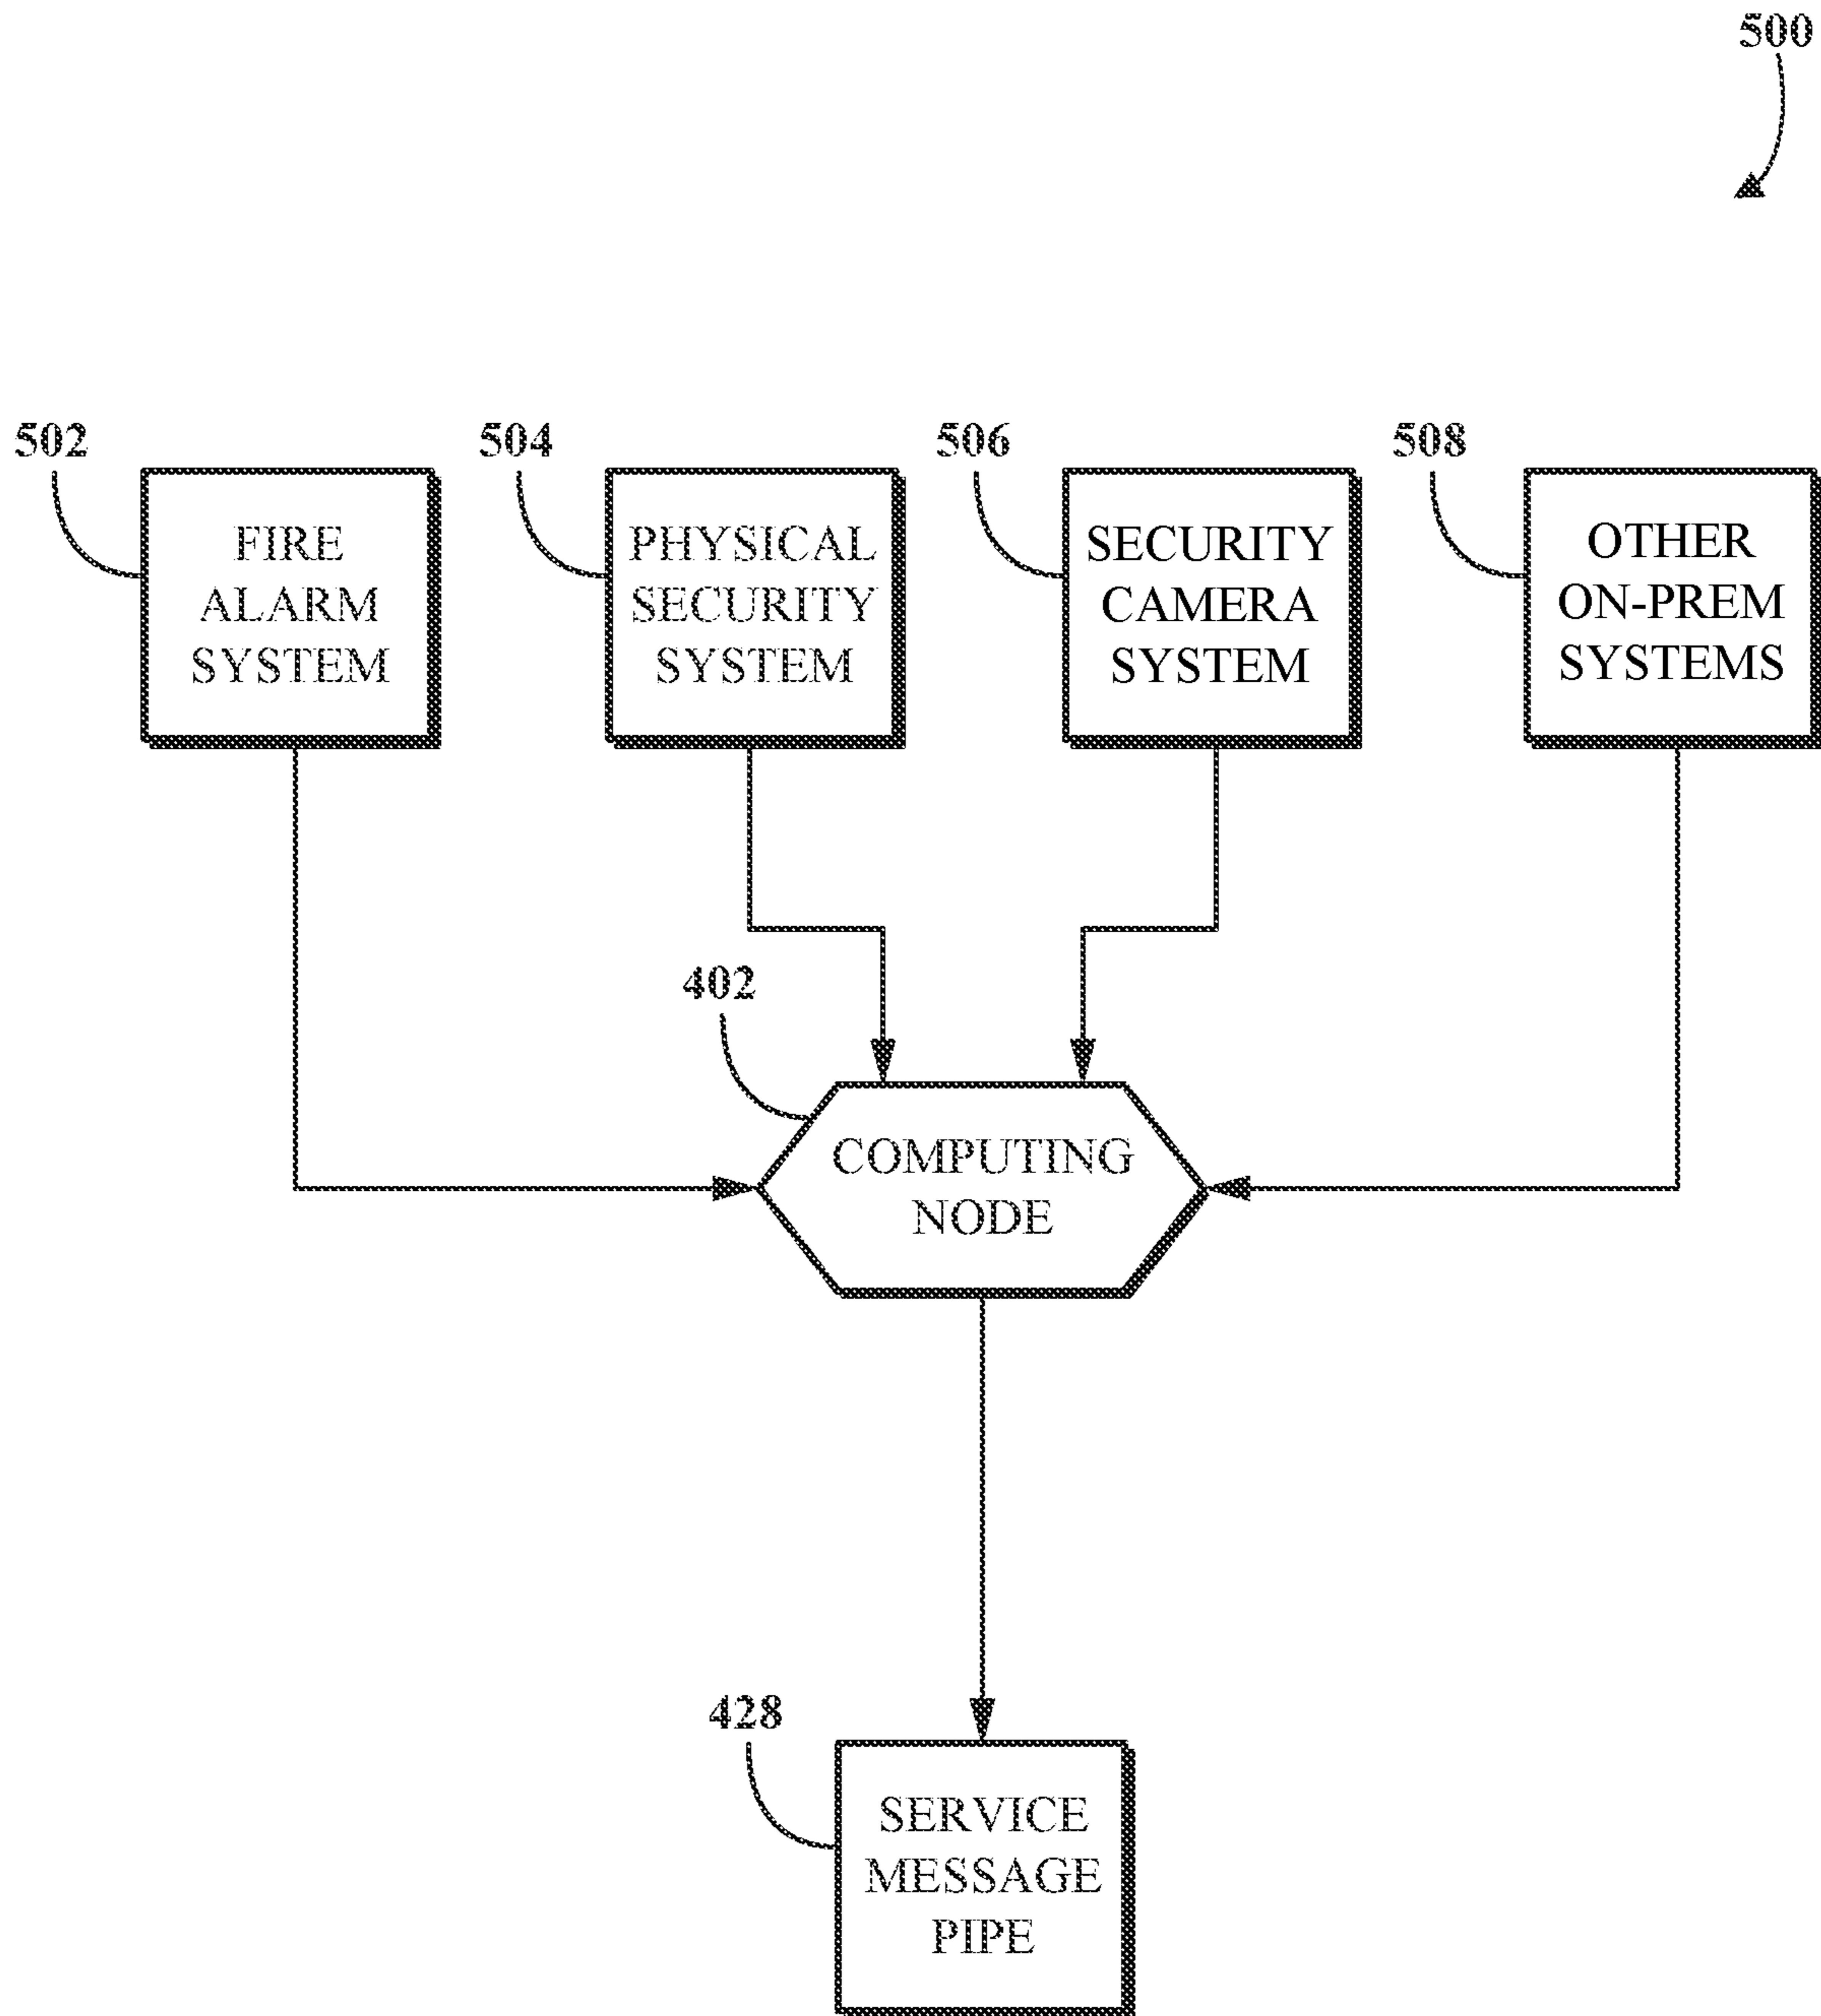 500
502
FIRE
ALARM
SYSTEM
504
PHYSICAL
SECURITY
SYSTEM
506
SECURITY
CAMERA
SYSTEM
508
OTHER
ON-PREM
SYSTEMS
402
COMPUTING
NODE
428
SERVICE
MESSAGE
PIPE